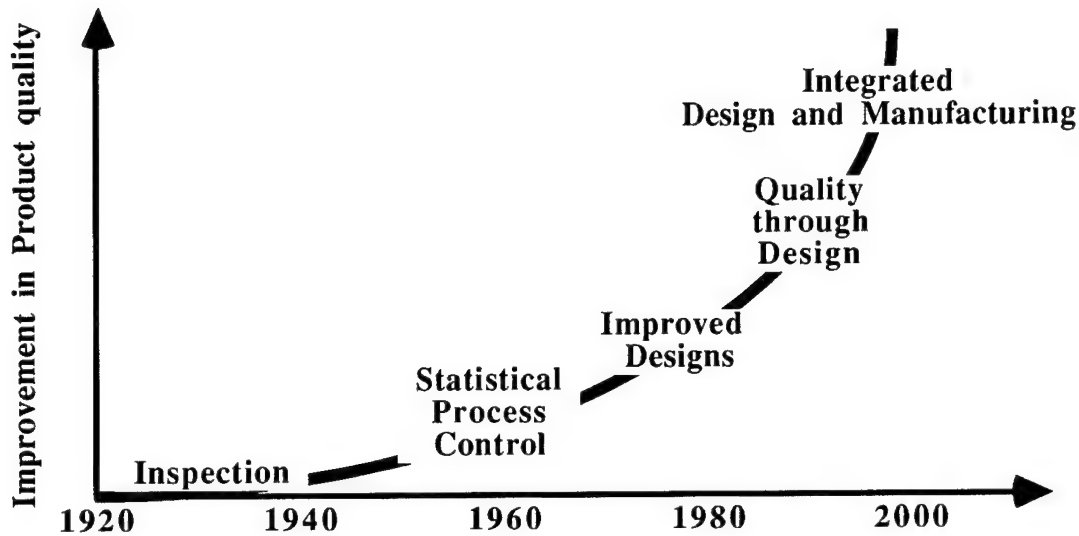 Improvement in Product quality
Integrated
Design and Manufacturing
Quality
through
Design
Improved
Designs
Statistical
Process
Control
Inspection
1920 1940 1960 1980 2000